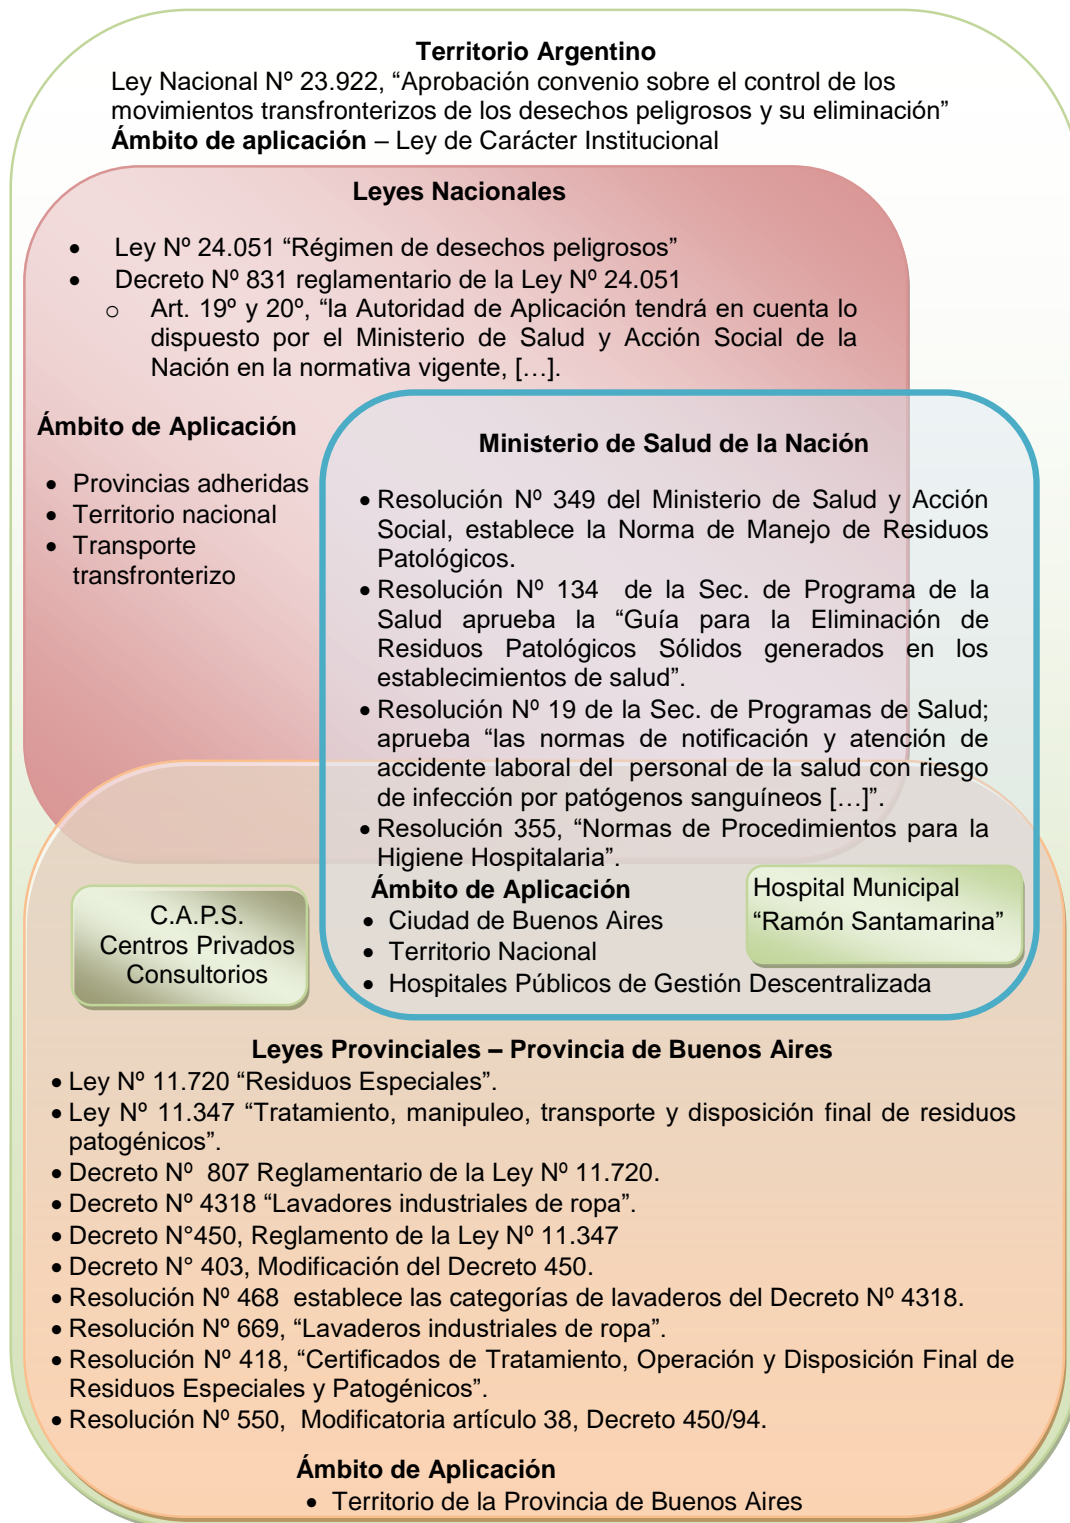 Territorio Argentino
Ley Nacional Nº 23.922, “Aprobación convenio sobre el control de los
movimientos transfronterizos de los desechos peligrosos y su eliminación”
Ámbito de aplicación – Ley de Carácter Institucional
Leyes Nacionales
• Ley Nº 24.051 “Régimen de desechos peligrosos”
• Decreto Nº 831 reglamentario de la Ley Nº 24.051
o Art. 19º y 20º, “la Autoridad de Aplicación tendrá en cuenta lo
dispuesto por el Ministerio de Salud y Acción Social de la
Nación en la normativa vigente, […].
Ámbito de Aplicación
• Provincias adheridas
• Territorio nacional
• Transporte
transfronterizo
Ministerio de Salud de la Nación
• Resolución Nº 349 del Ministerio de Salud y Acción
Social, establece la Norma de Manejo de Residuos
Patológicos.
• Resolución Nº 134 de la Sec. de Programa de la
Salud aprueba la “Guía para la Eliminación de
Residuos Patológicos Sólidos generados en los
establecimientos de salud”.
• Resolución Nº 19 de la Sec. de Programas de Salud;
aprueba “las normas de notificación y atención de
accidente laboral del personal de la salud con riesgo
de infección por patógenos sanguíneos […]”.
• Resolución 355, “Normas de Procedimientos para la
Higiene Hospitalaria”.
Ámbito de Aplicación
• Ciudad de Buenos Aires
• Territorio Nacional
• Hospitales Públicos de Gestión Descentralizada
Hospital Municipal
“Ramón Santamarina”
C.A.P.S.
Centros Privados
Consultorios
Leyes Provinciales – Provincia de Buenos Aires
• Ley Nº 11.720 “Residuos Especiales”.
• Ley Nº 11.347 “Tratamiento, manipuleo, transporte y disposición final de residuos
patogénicos”.
• Decreto Nº 807 Reglamentario de la Ley Nº 11.720.
• Decreto Nº 4318 “Lavadores industriales de ropa”.
• Decreto N°450, Reglamento de la Ley Nº 11.347
• Decreto N° 403, Modificación del Decreto 450.
• Resolución Nº 468 establece las categorías de lavaderos del Decreto Nº 4318.
• Resolución Nº 669, “Lavaderos industriales de ropa”.
• Resolución Nº 418, “Certificados de Tratamiento, Operación y Disposición Final de
Residuos Especiales y Patogénicos”.
• Resolución Nº 550, Modificatoria artículo 38, Decreto 450/94.
Ámbito de Aplicación
• Territorio de la Provincia de Buenos Aires